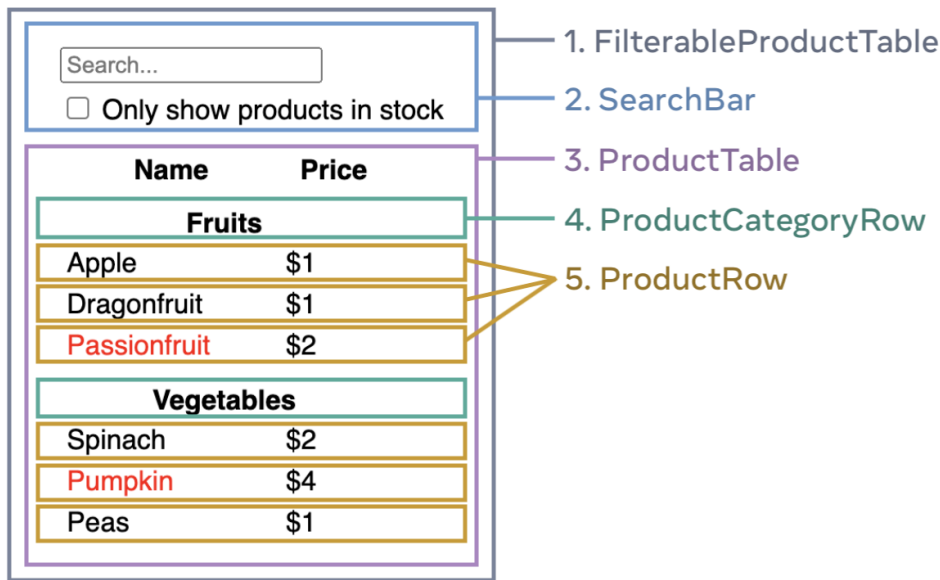 Search...
Only show products in stock
Name Price
Fruits
Apple $1
Dragonfruit $1
Passionfruit $2
Vegetables
Spinach $2
Pumpkin $4
Peas $1
1. FilterableProductTable
2. SearchBar
3. ProductTable
4. ProductCategoryRow
5. ProductRow